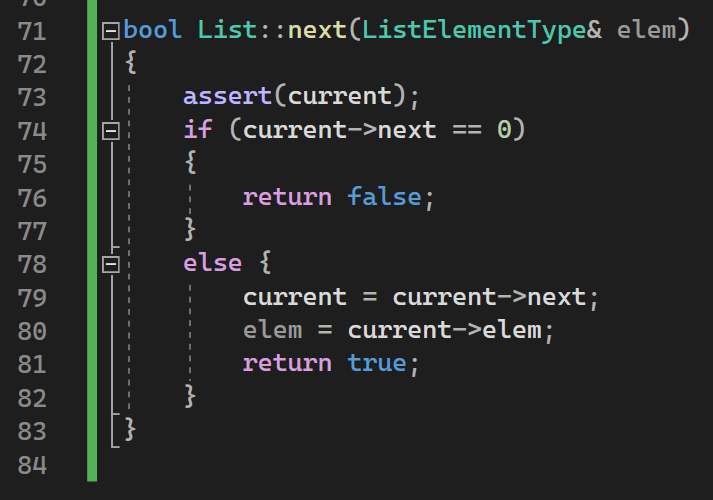 71 bool List::next(ListElementType& elem)
72 {
73 assert(current);
74 if (current->next == 0)
75 {
76 return false;
77 }
78 else {
79 current = current->next;
80 elem = current->elem;
81 return true;
82 }
83 }
84